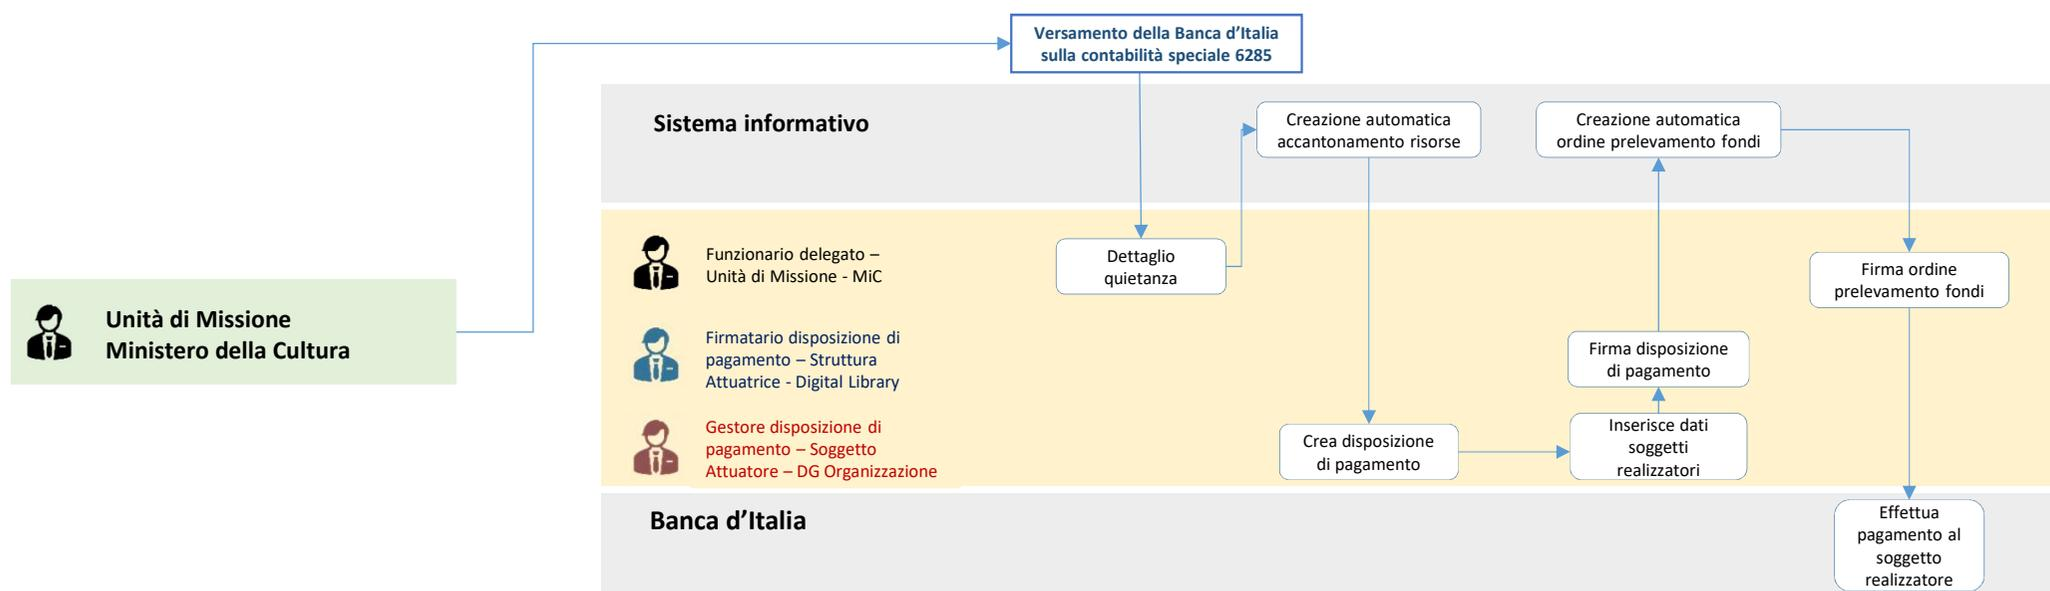 Versamento della Banca d’Italia
sulla contabilità speciale 6285
Sistema informativo
Creazione automatica
accantonamento risorse
Creazione automatica
ordine prelevamento fondi
Funzionario delegato –
Unità di Missione - MiC
Dettaglio
quietanza
Firma ordine
prelevamento fondi
Unità di Missione
Ministero della Cultura
Firmatario disposizione di
pagamento – Struttura
Attuatrice - Digital Library
Firma disposizione
di pagamento
Gestore disposizione di
pagamento – Soggetto
Attuatore – DG Organizzazione
Crea disposizione
di pagamento
Inserisce dati
soggetti
realizzatori
Banca d’Italia
Effettua
pagamento al
soggetto
realizzatore